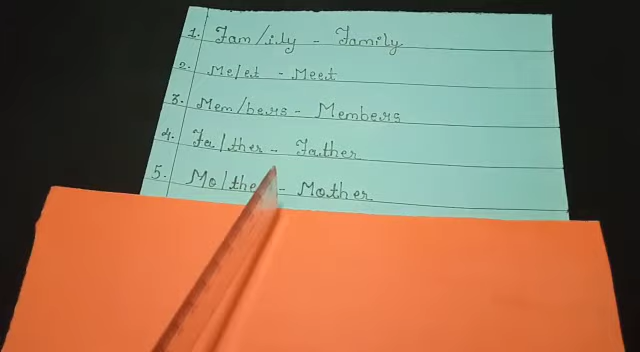 1. Fam/ily - Family
2. Me/et - Meet
3. Mem/bers - Members
4. Fa/ther - Father
5. Mo/the - Mother